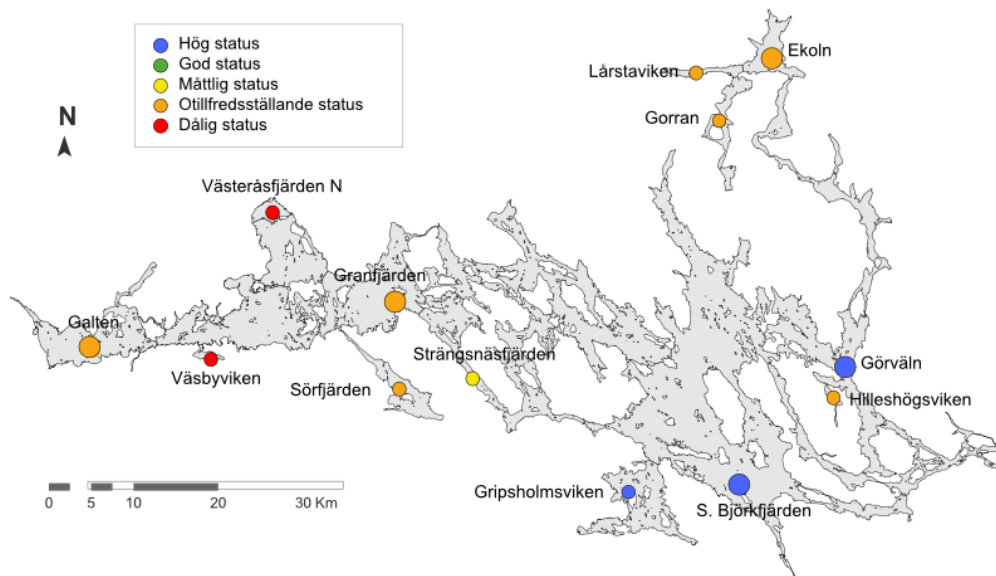 Hög status
God status
Måttlig status
Otillfredsställande status
Dålig status
N
Ekoln
Lårstaviken
Gorran
Västeråsfjärden N
Granfjärden
Galten
Strängsnäsfjärden
Väsbyviken
Sörfjärden
Görväln
Hilleshögsviken
Gripsholmsviken
S. Björkfjärden
0 5 10 20 30 Km